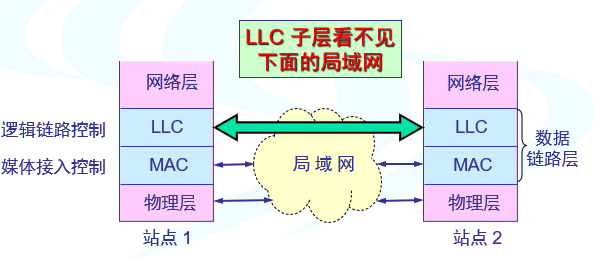 LLC 子层看不见
下面的局域网
网络层
网络层
逻辑链路控制
LLC
LLC
媒体接入控制
MAC
局域网
MAC
数据
链路层
物理层
物理层
站点 1
站点 2